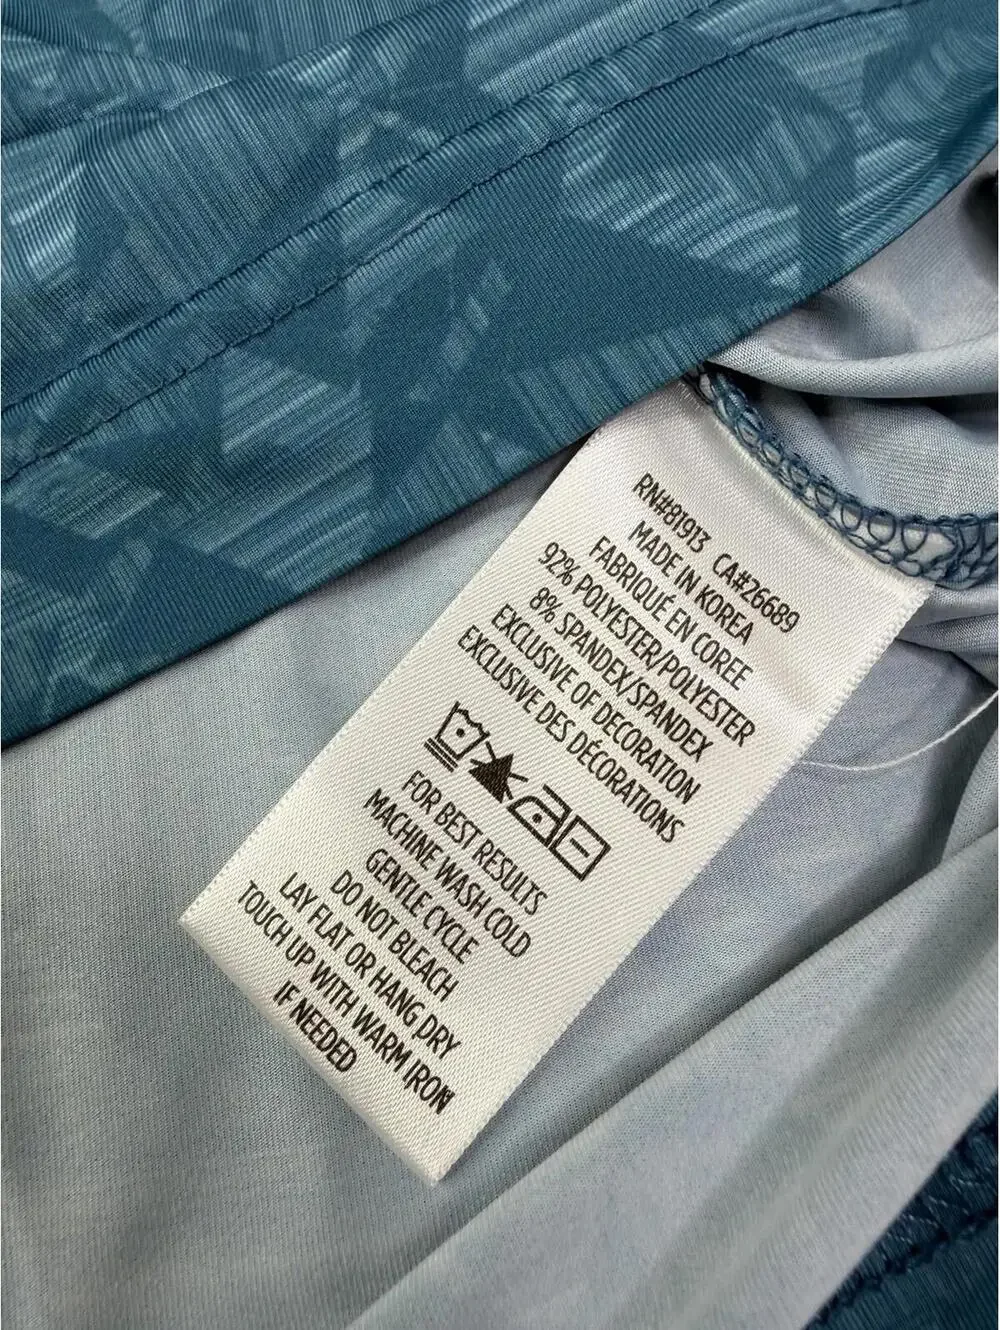 RN#81913 CA#26689
MADE IN KOREA
FABRIQUÉ EN COREE
92% POLYESTER/POLYESTER
8% SPANDEX/SPANDEX
EXCLUSIVE OF DECORATION
EXCLUSIVE DES DÉCORATIONS
FOR BEST RESULTS
MACHINE WASH COLD
GENTLE CYCLE
DO NOT BLEACH
LAY FLAT OR HANG DRY
TOUCH UP WITH WARM IRON
IF NEEDED